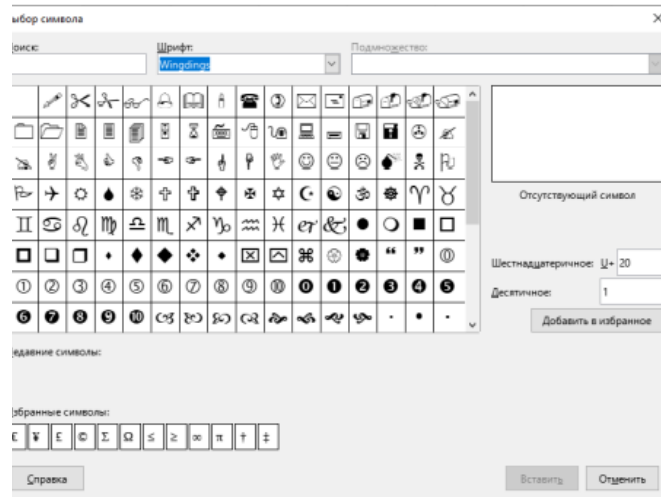 ыбор символа
оиск:
Шрифт:
Подмножество:
Wingdings
Отсутствующий символ
Шестнадцатеричное: U+ 20
Десятичное: 1
Добавить в избранное
едавние символы:
збранные символы:
£ ¥ £ © Σ Ω ≤ ≥ ∞ π † ‡
Справка
Вставить
Отменить